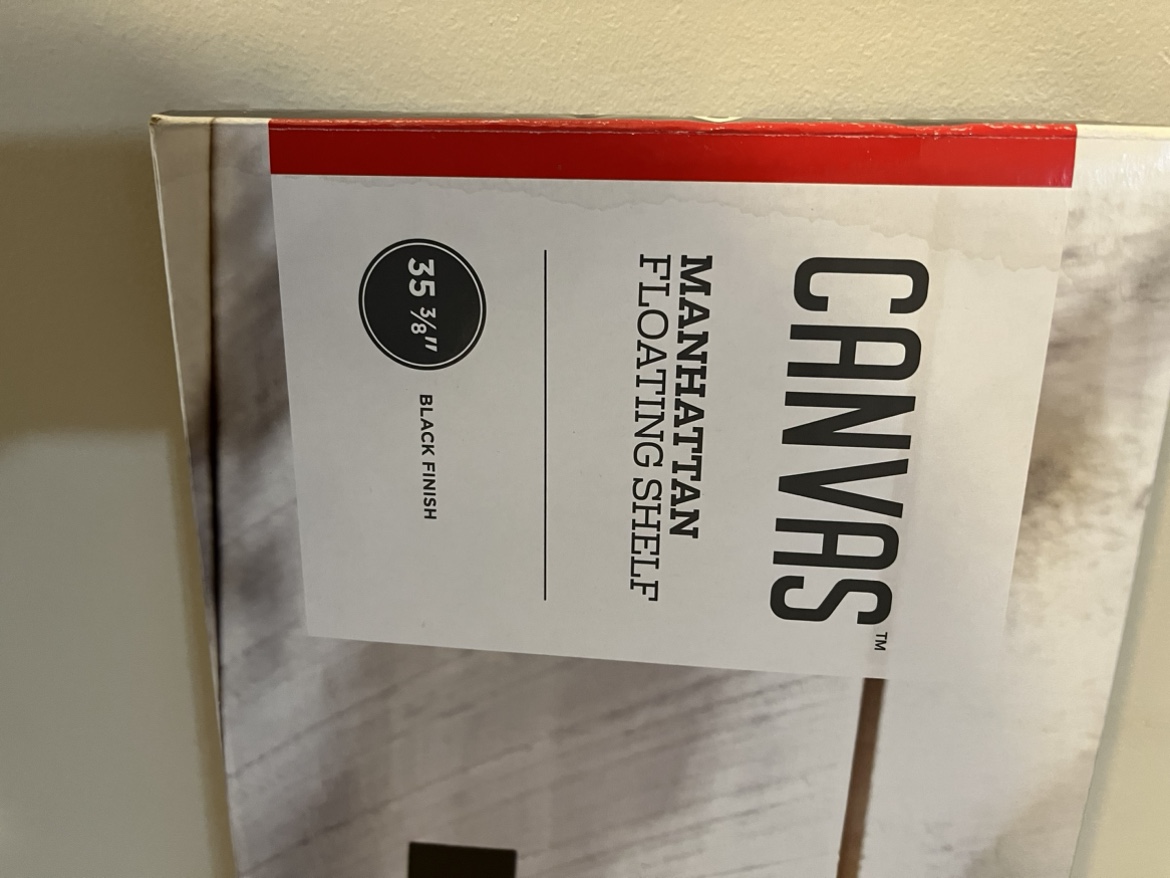 CANVAS™
MANHATTAN
FLOATING SHELF
35 3/8" BLACK FINISH